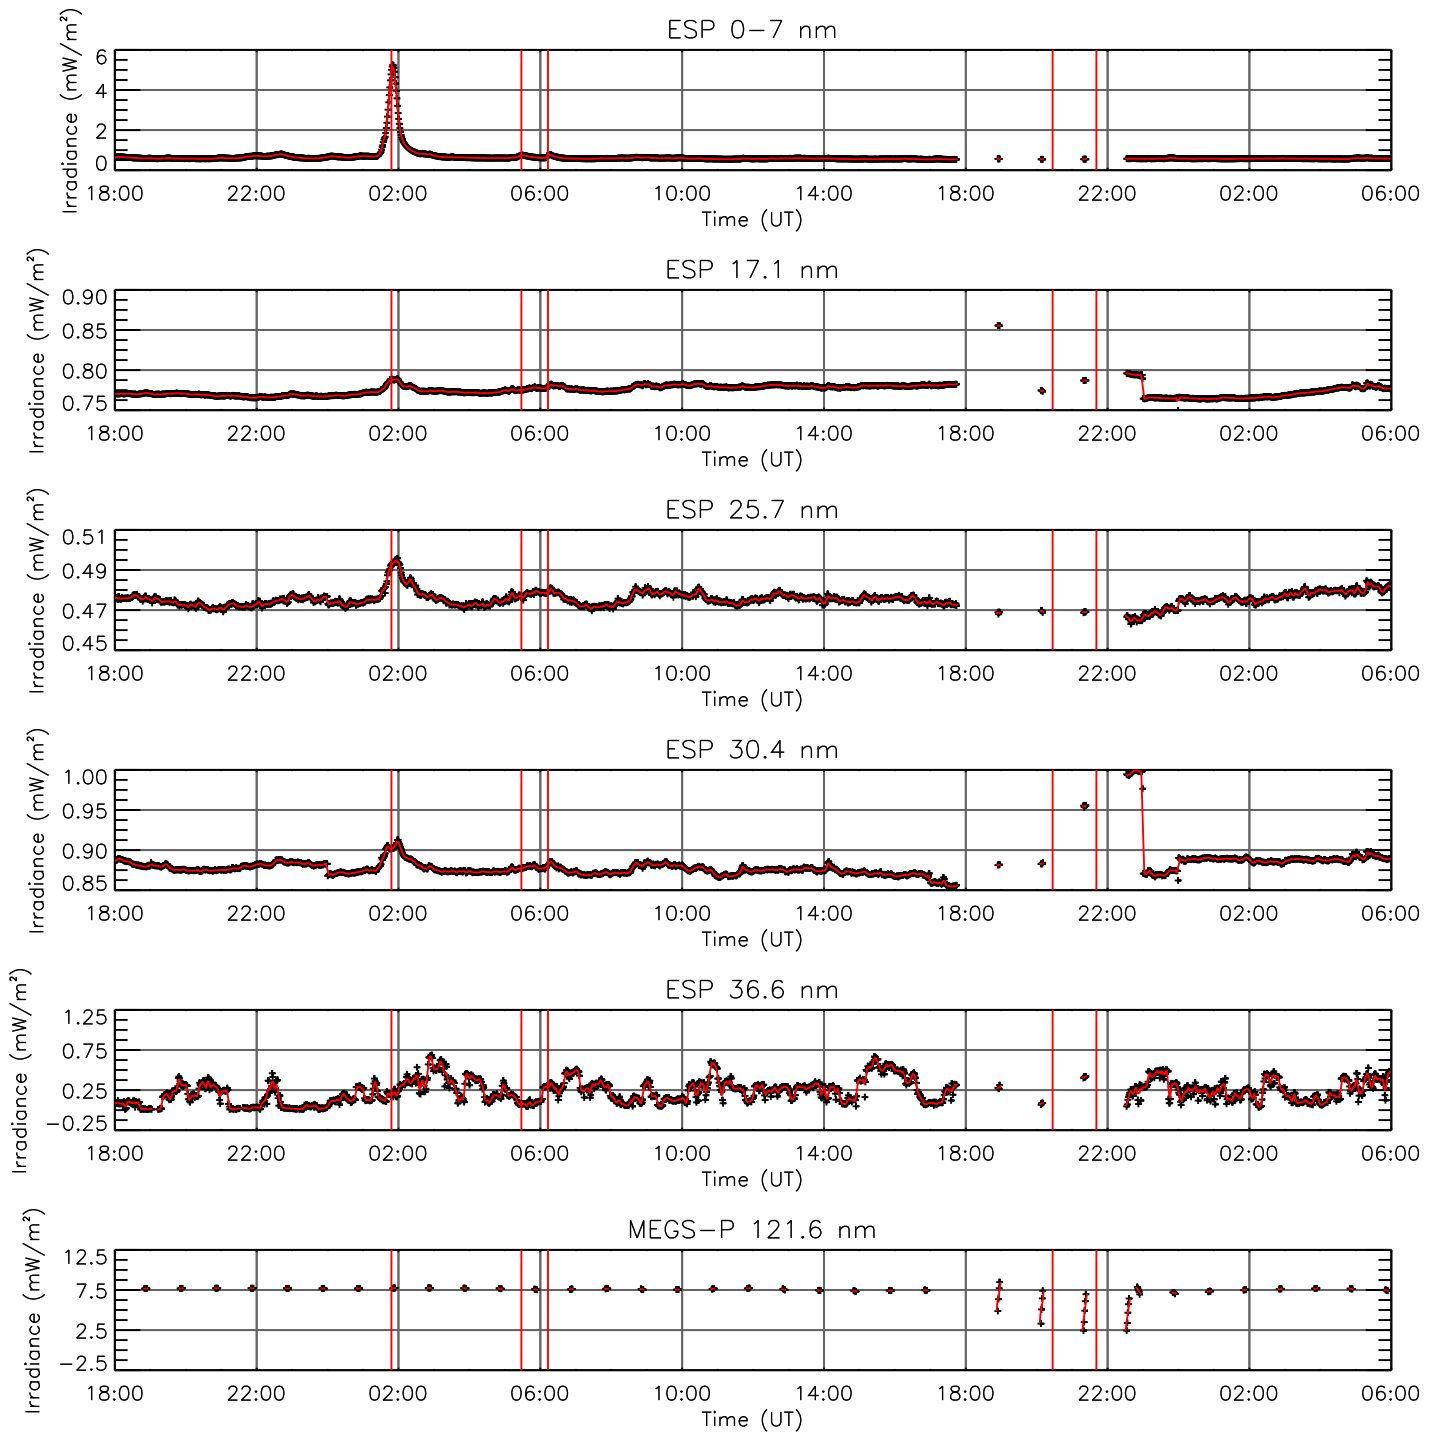 ESP 0-7 nm
Irradiance (mW/m²)
6
4
2
0
18:00 22:00 02:00 06:00 10:00 14:00 18:00 22:00 02:00 06:00
Time (UT)
ESP 17.1 nm
Irradiance (mW/m²)
0.90
0.85
0.80
0.75
18:00 22:00 02:00 06:00 10:00 14:00 18:00 22:00 02:00 06:00
Time (UT)
ESP 25.7 nm
Irradiance (mW/m²)
0.51
0.49
0.47
0.45
18:00 22:00 02:00 06:00 10:00 14:00 18:00 22:00 02:00 06:00
Time (UT)
ESP 30.4 nm
Irradiance (mW/m²)
1.00
0.95
0.90
0.85
18:00 22:00 02:00 06:00 10:00 14:00 18:00 22:00 02:00 06:00
Time (UT)
ESP 36.6 nm
Irradiance (mW/m²)
1.25
0.75
0.25
-0.25
18:00 22:00 02:00 06:00 10:00 14:00 18:00 22:00 02:00 06:00
Time (UT)
MEGS-P 121.6 nm
Irradiance (mW/m²)
12.5
7.5
2.5
-2.5
18:00 22:00 02:00 06:00 10:00 14:00 18:00 22:00 02:00 06:00
Time (UT)